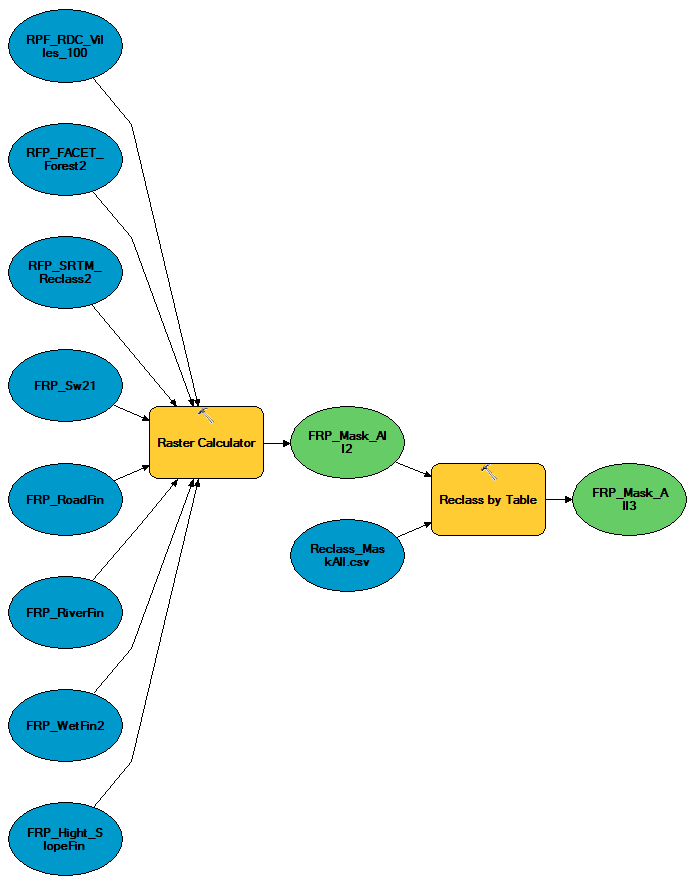 RPF_RDC_Vil
les_100
RFP_FACET_
Forest2
RFP_SRTM_
Reclass2
FRP_Sw21
FRP_RoadFin
FRP_RiverFin
FRP_WetFin2
FRP_Hight_S
lopeFin
Raster Calculator
FRP_Mask_Al
l2
Reclass_Mas
kAll.csv
Reclass by Table
FRP_Mask_A
ll3